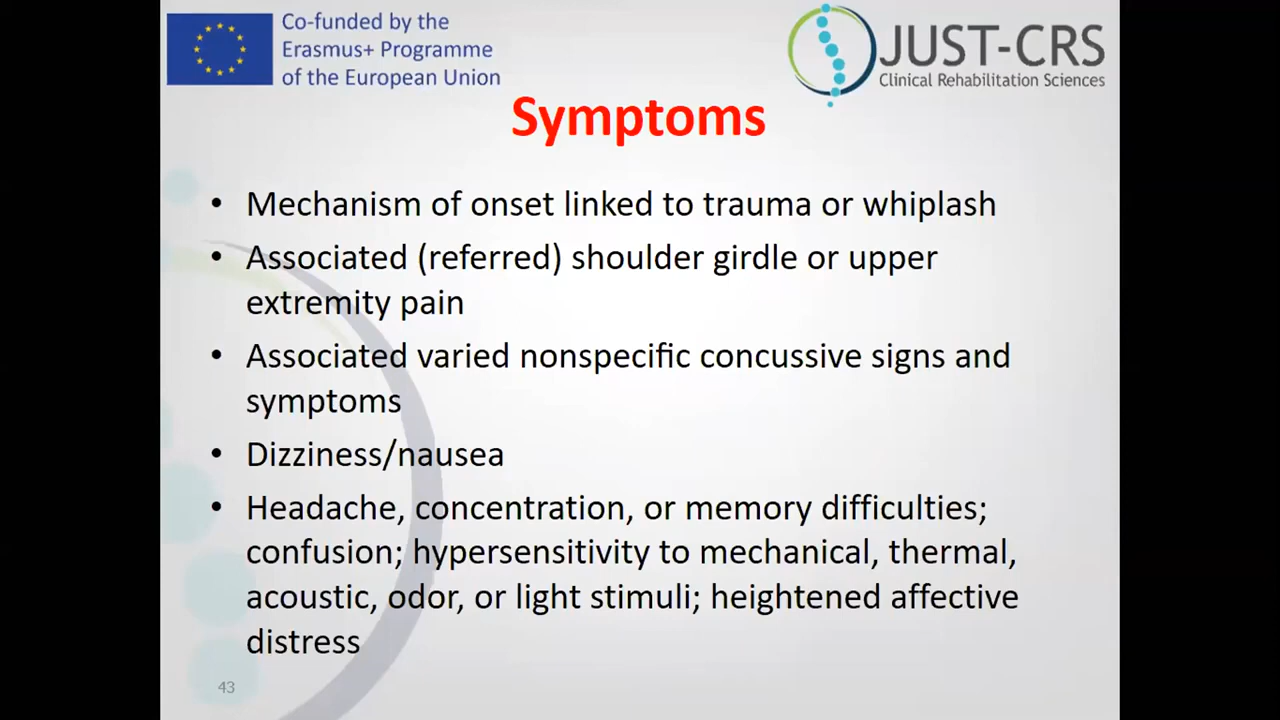 Co-funded by the
Erasmus+ Programme
of the European Union
JUST-CRS
Clinical Rehabilitation Sciences
Symptoms
• Mechanism of onset linked to trauma or whiplash
• Associated (referred) shoulder girdle or upper
extremity pain
• Associated varied nonspecific concussive signs and
symptoms
• Dizziness/nausea
• Headache, concentration, or memory difficulties;
confusion; hypersensitivity to mechanical, thermal,
acoustic, odor, or light stimuli; heightened affective
distress
43